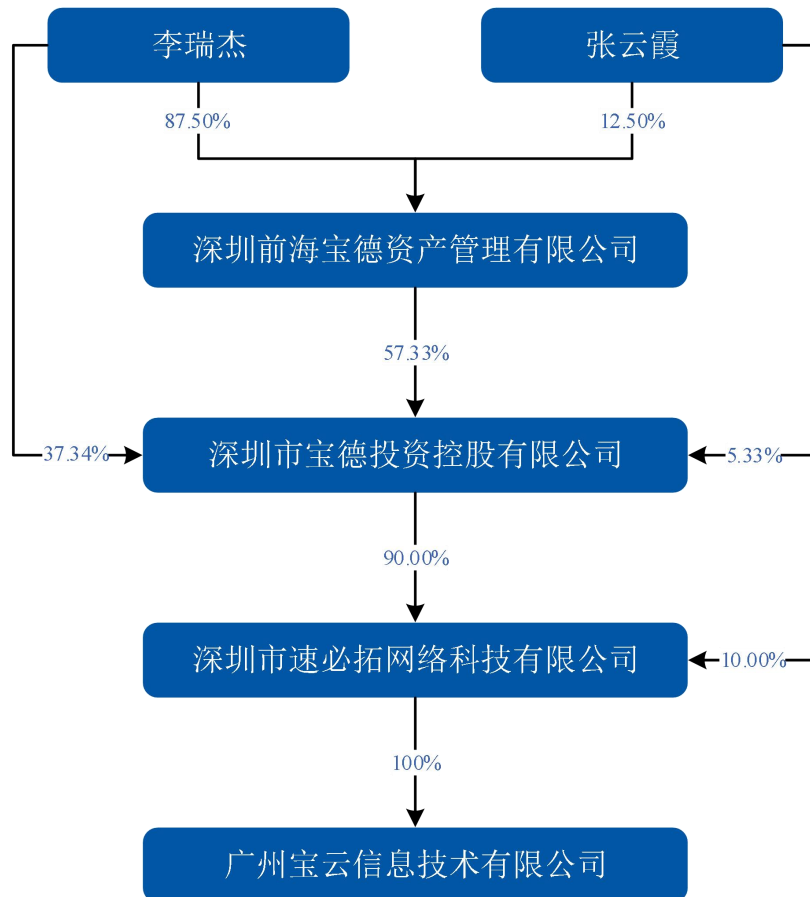 李瑞杰
张云霞
87.50%
12.50%
深圳前海宝德资产管理有限公司
57.33%
37.34%
深圳市宝德投资控股有限公司
5.33%
90.00%
深圳市速必拓网络科技有限公司
10.00%
100%
广州宝云信息技术有限公司